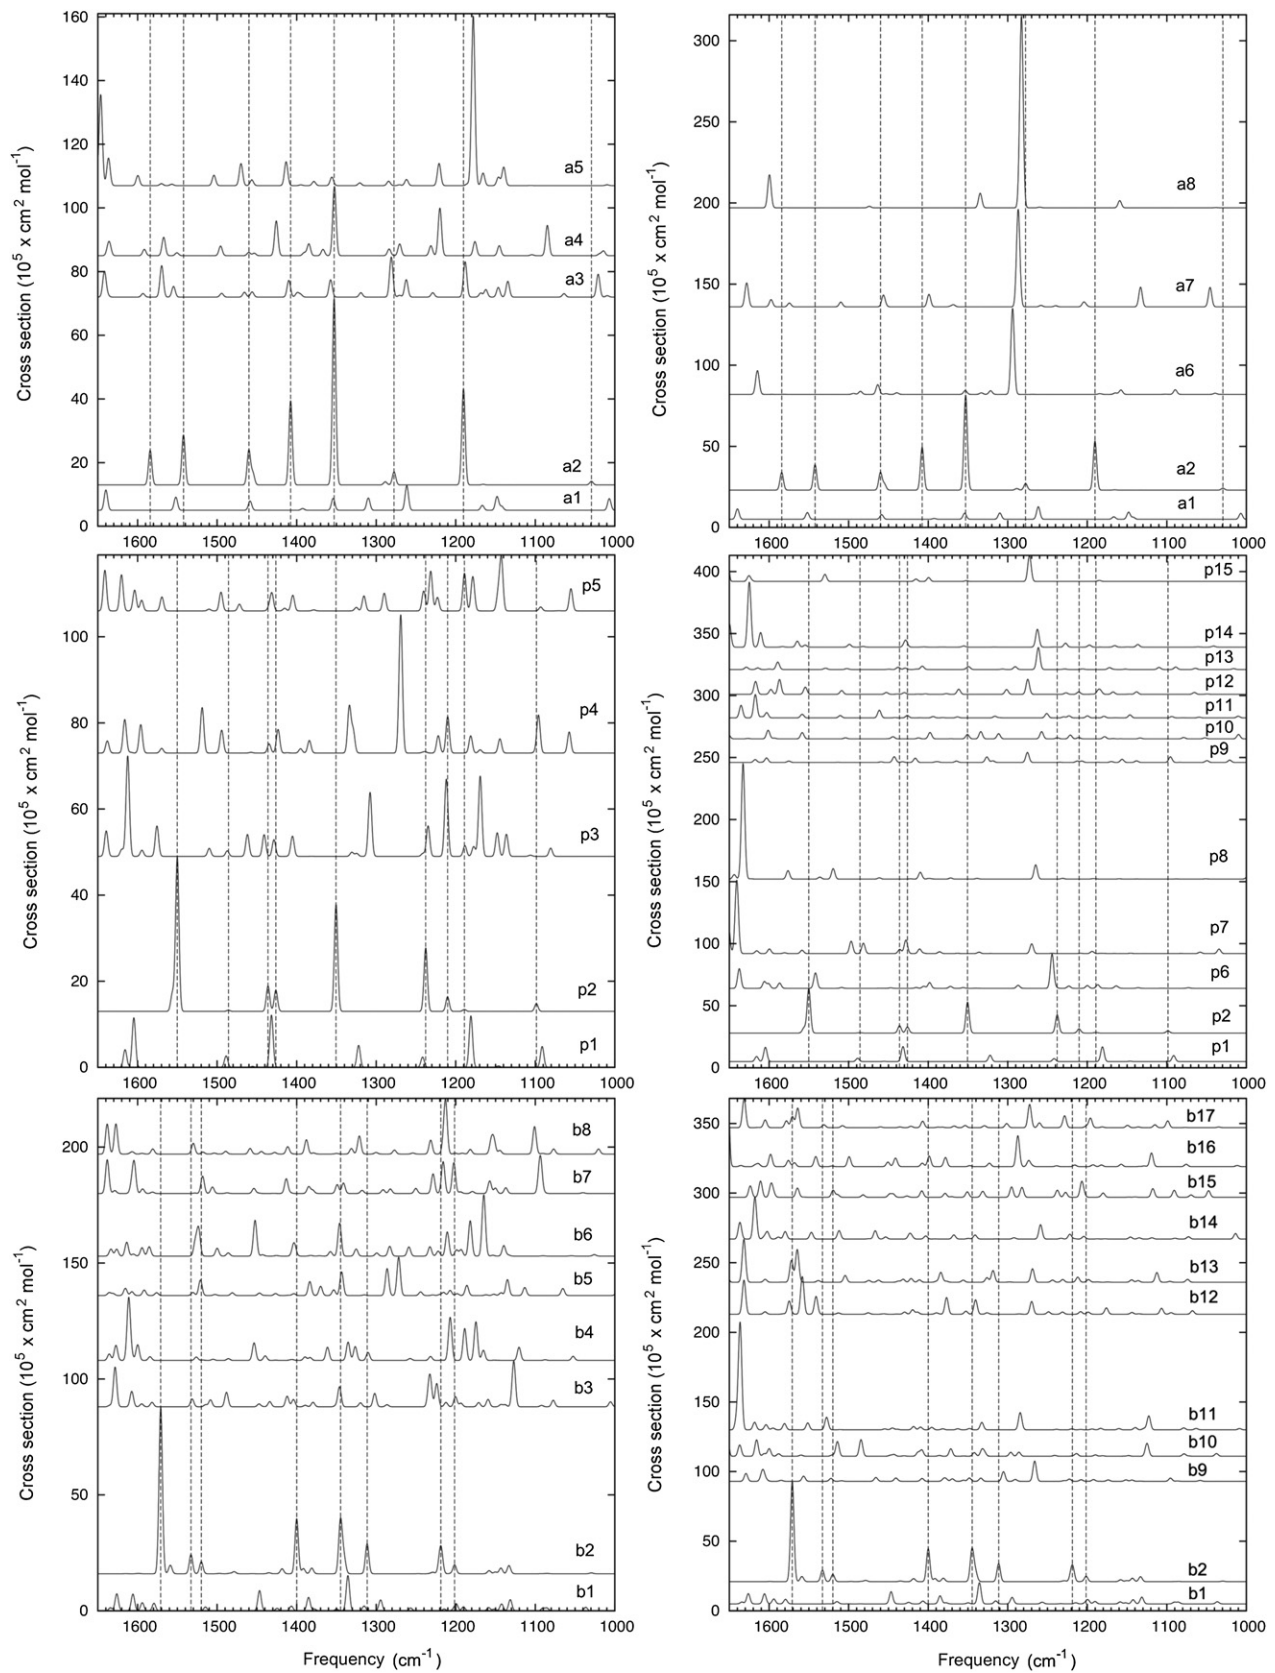 Cross section (10⁵ x cm² mol⁻¹)
160
140
120
100
80
60
40
20
0
a5
a4
a3
a2
a1
1600 1500 1400 1300 1200 1100 1000
Cross section (10⁵ x cm² mol⁻¹)
300
250
200
150
100
50
0
a8
a7
a6
a2
a1
1600 1500 1400 1300 1200 1100 1000
Cross section (10⁵ x cm² mol⁻¹)
100
80
60
40
20
0
p5
p4
p3
p2
p1
1600 1500 1400 1300 1200 1100 1000
Cross section (10⁵ x cm² mol⁻¹)
400
350
300
250
200
150
100
50
0
p15
p14
p13
p12
p11
p10
p9
p8
p7
p6
p2
p1
1600 1500 1400 1300 1200 1100 1000
Cross section (10⁵ x cm² mol⁻¹)
200
150
100
50
0
b8
b7
b6
b5
b4
b3
b2
b1
1600 1500 1400 1300 1200 1100 1000
Frequency (cm⁻¹)
Cross section (10⁵ x cm² mol⁻¹)
350
300
250
200
150
100
50
0
b17
b16
b15
b14
b13
b12
b11
b10
b9
b2
b1
1600 1500 1400 1300 1200 1100 1000
Frequency (cm⁻¹)